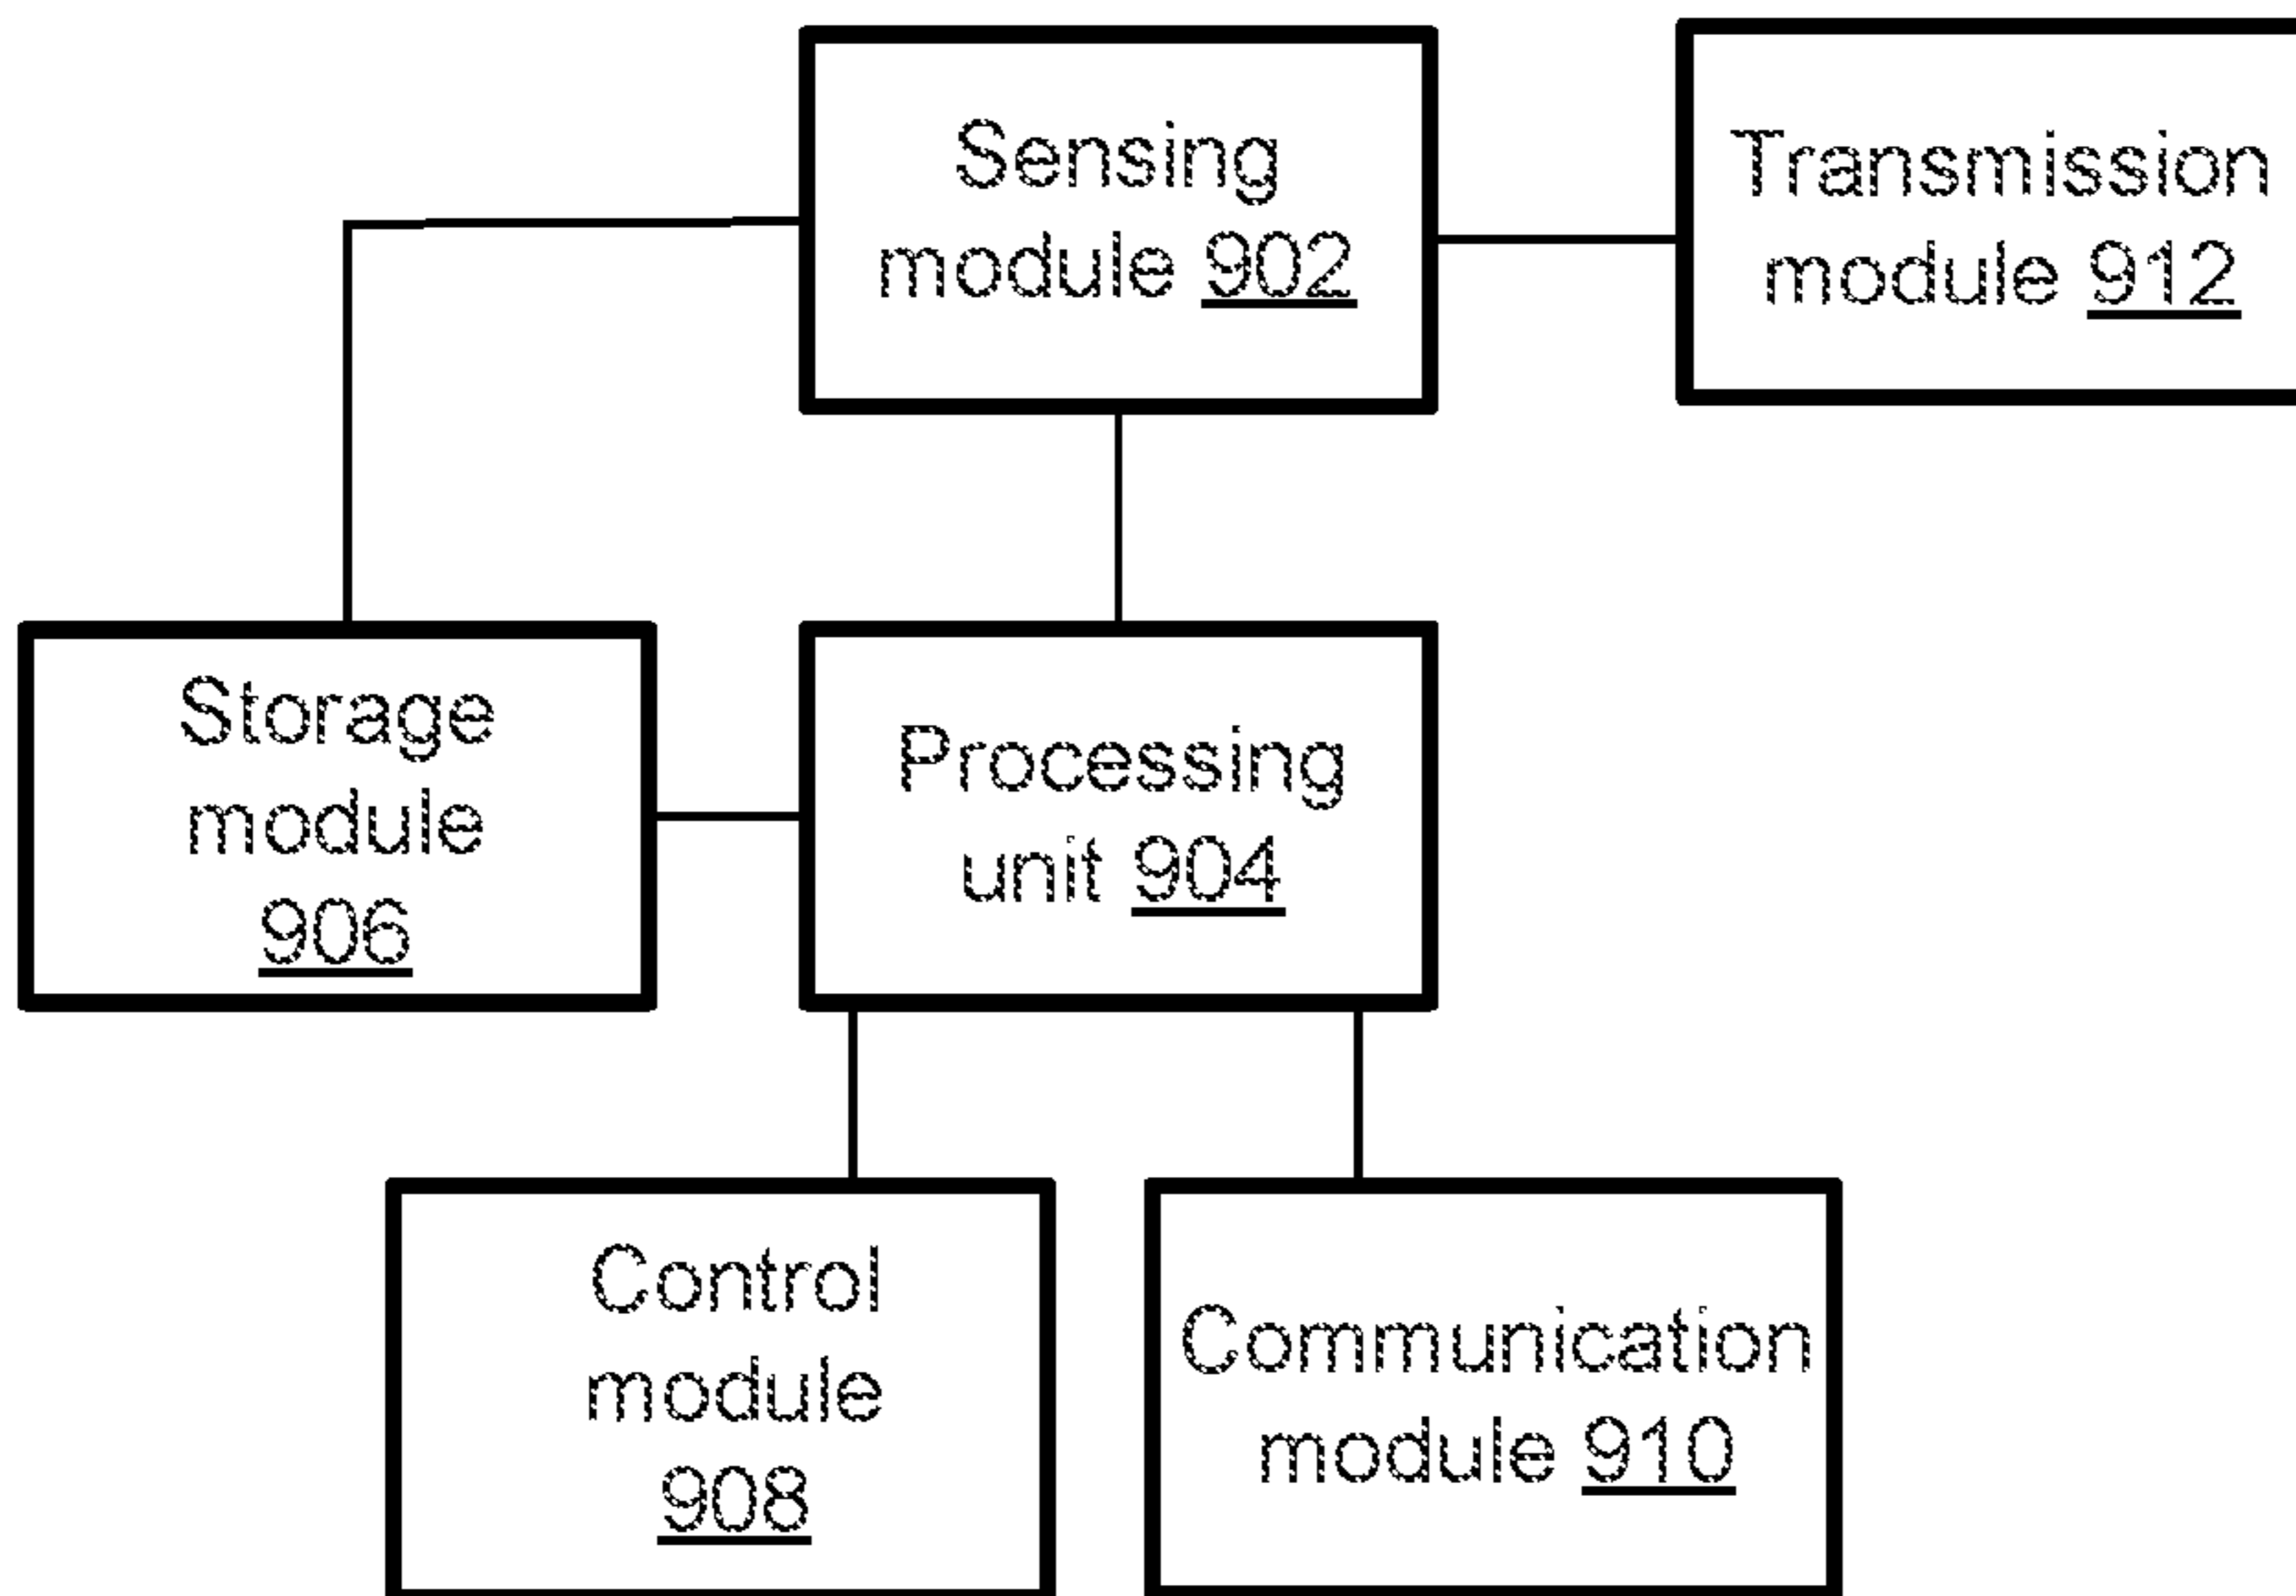 Sensing
module 902
Transmission
module 912
Storage
module
906
Processing
unit 904
Control
module
908
Communication
module 910